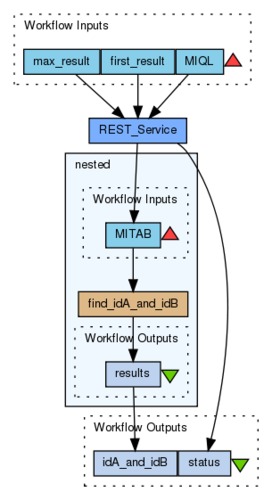 Workflow Inputs
max_result first_result MIQL
REST_Service
nested
Workflow Inputs
MITAB
find_idA_and_idB
Workflow Outputs
results
Workflow Outputs
idA_and_idB status